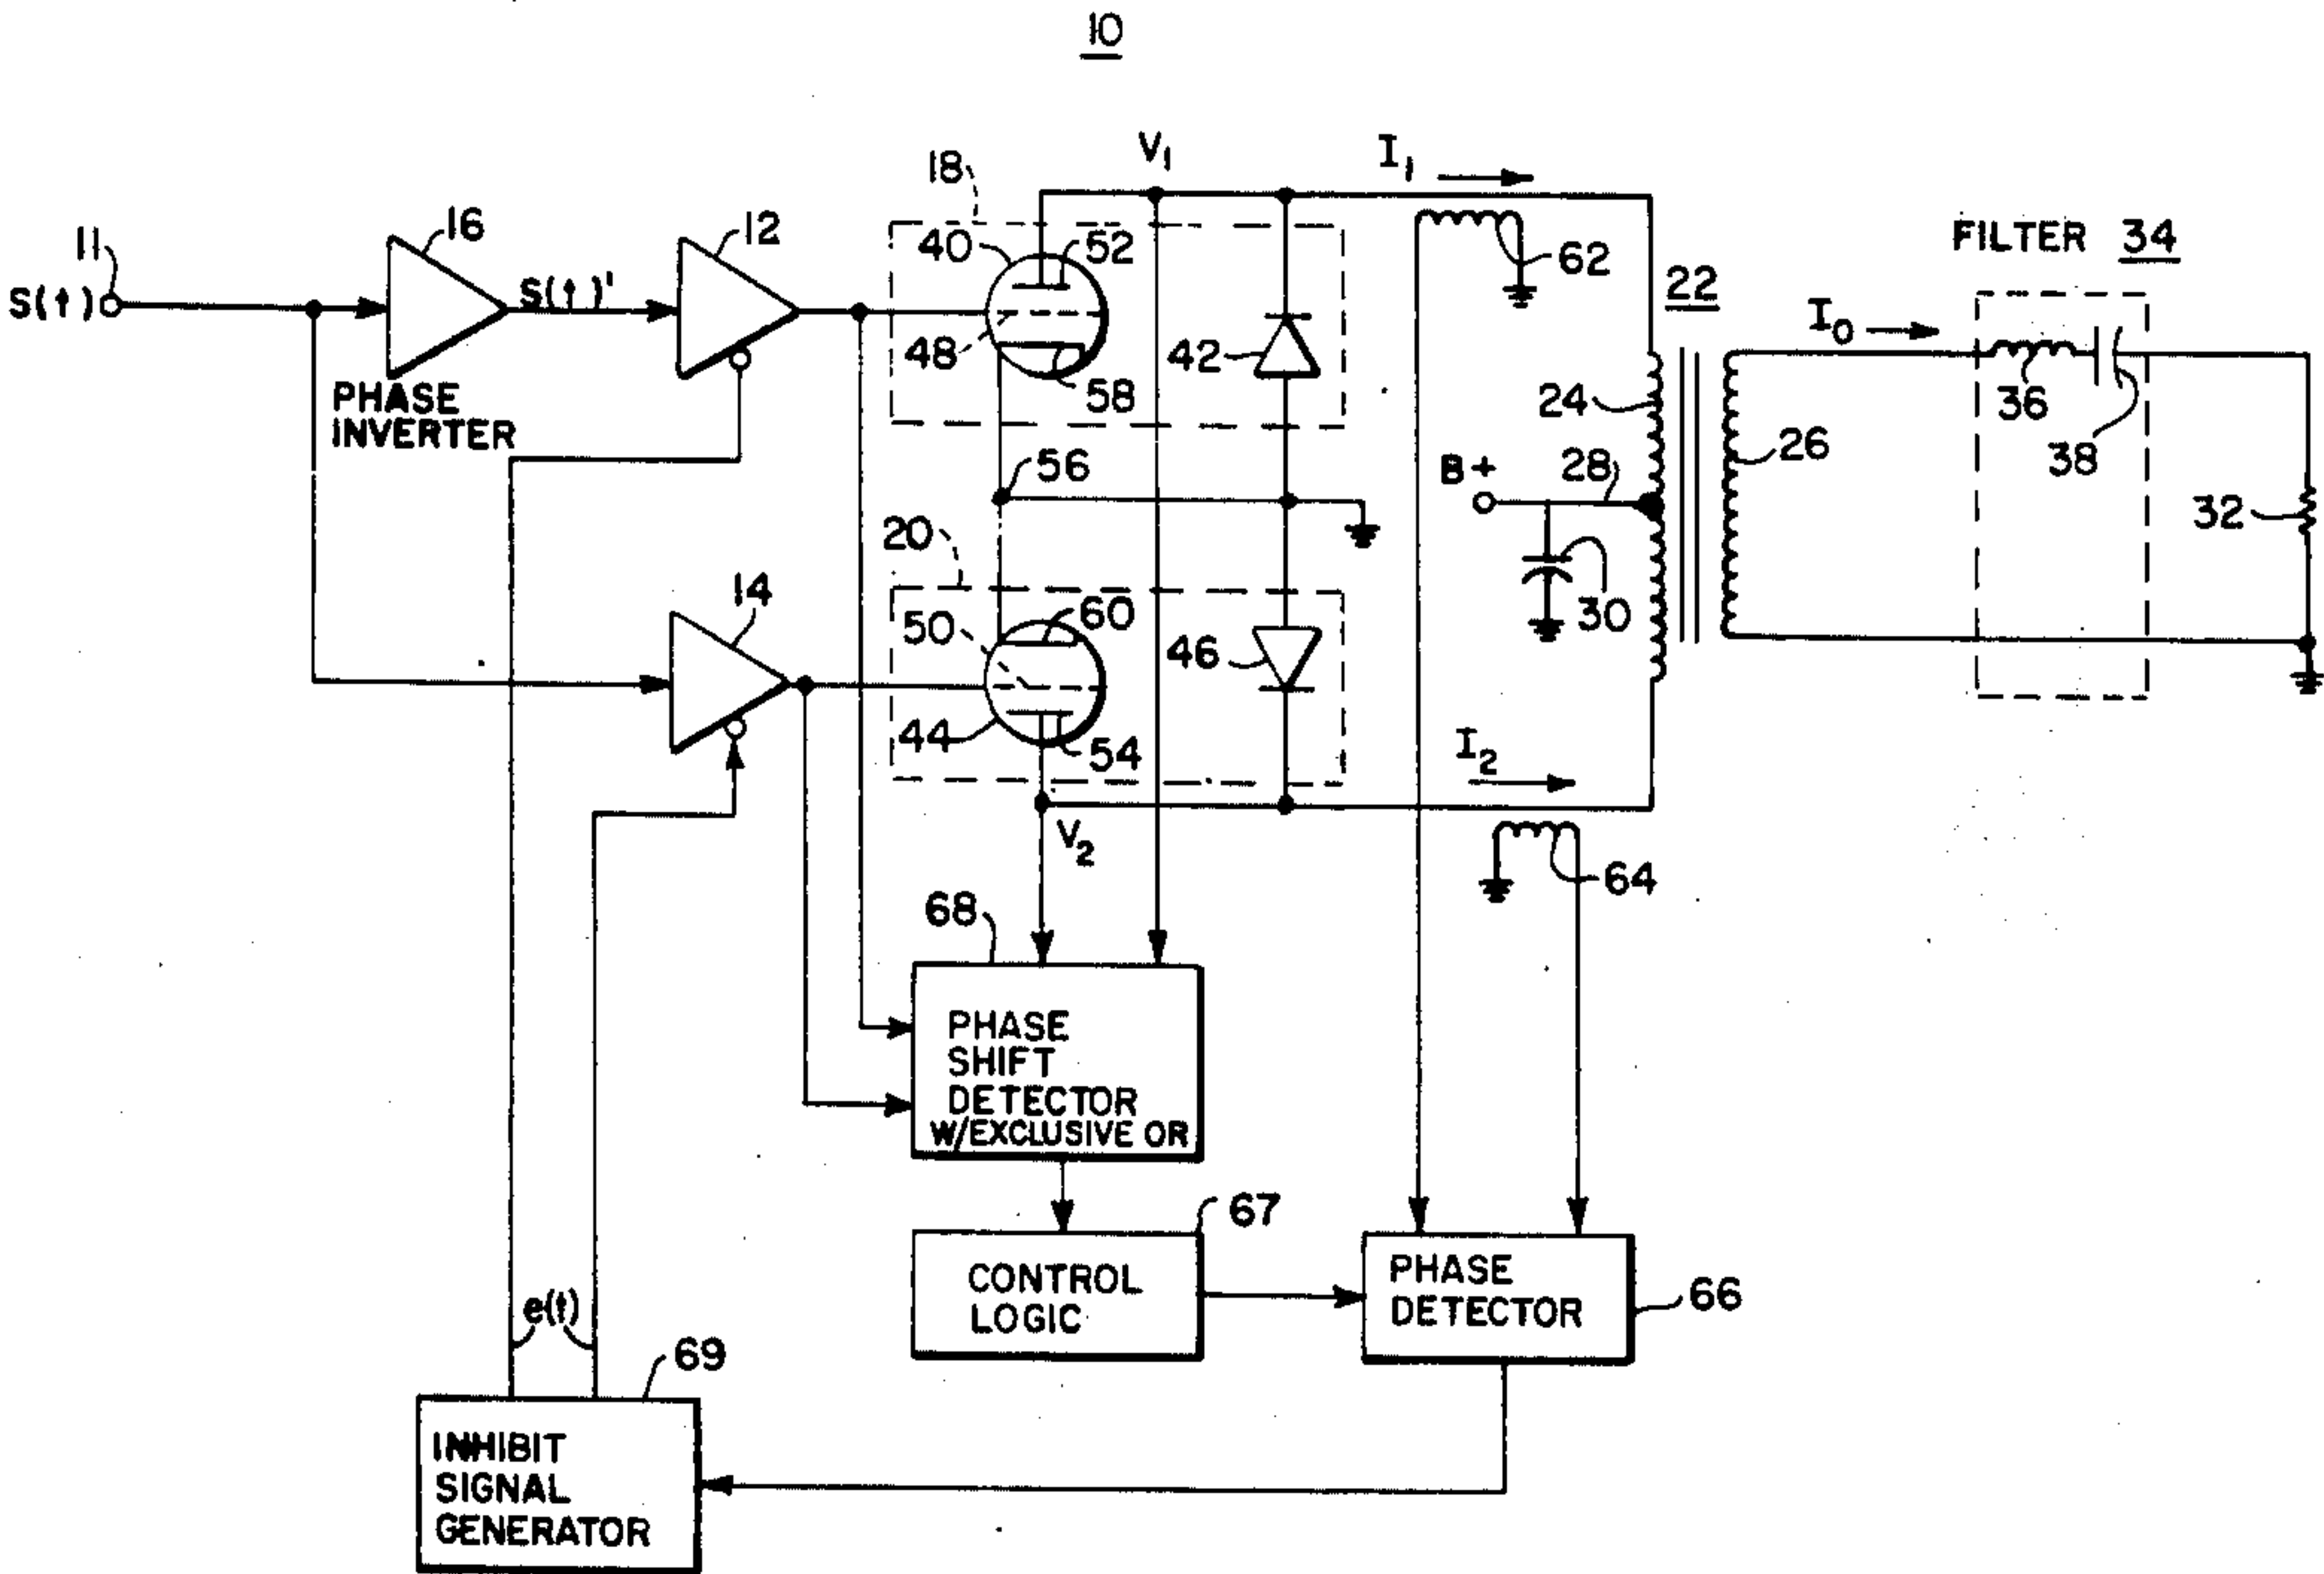 10
V1
I1
18
16
12
11
40
52
62
FILTER 34
22
S(t)
S(t)'
I0
48
42
58
24
36
38
26
PHASE
INVERTER
56
B+
28
32
20
14
50
60
46
30
44
54
I2
V2
64
68
PHASE
SHIFT
DETECTOR
W/EXCLUSIVE OR
67
CONTROL
LOGIC
PHASE
DETECTOR
66
e(t)
69
INHIBIT
SIGNAL
GENERATOR